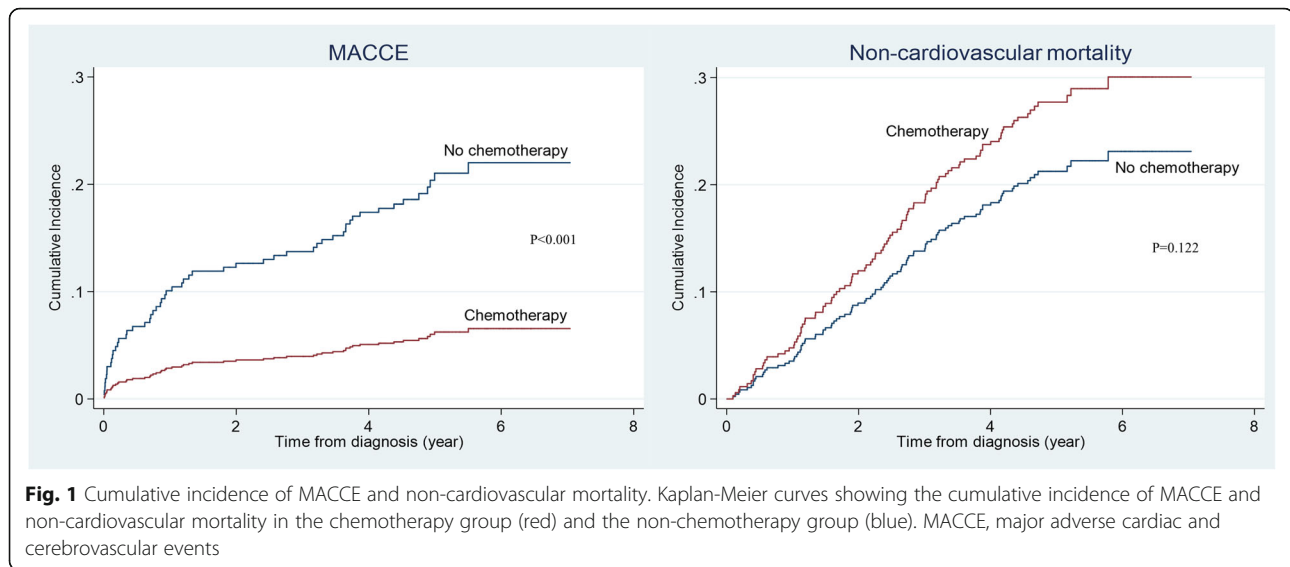 MACCE
.3
.2
.1
0
Cumulative Incidence
No chemotherapy
P<0.001
Chemotherapy
0 2 4 6 8
Time from diagnosis (year)
Non-cardiovascular mortality
.3
.2
.1
0
Cumulative Incidence
Chemotherapy
No chemotherapy
P=0.122
0 2 4 6 8
Time from diagnosis (year)
Fig. 1 Cumulative incidence of MACCE and non-cardiovascular mortality. Kaplan-Meier curves showing the cumulative incidence of MACCE and
non-cardiovascular mortality in the chemotherapy group (red) and the non-chemotherapy group (blue). MACCE, major adverse cardiac and
cerebrovascular events